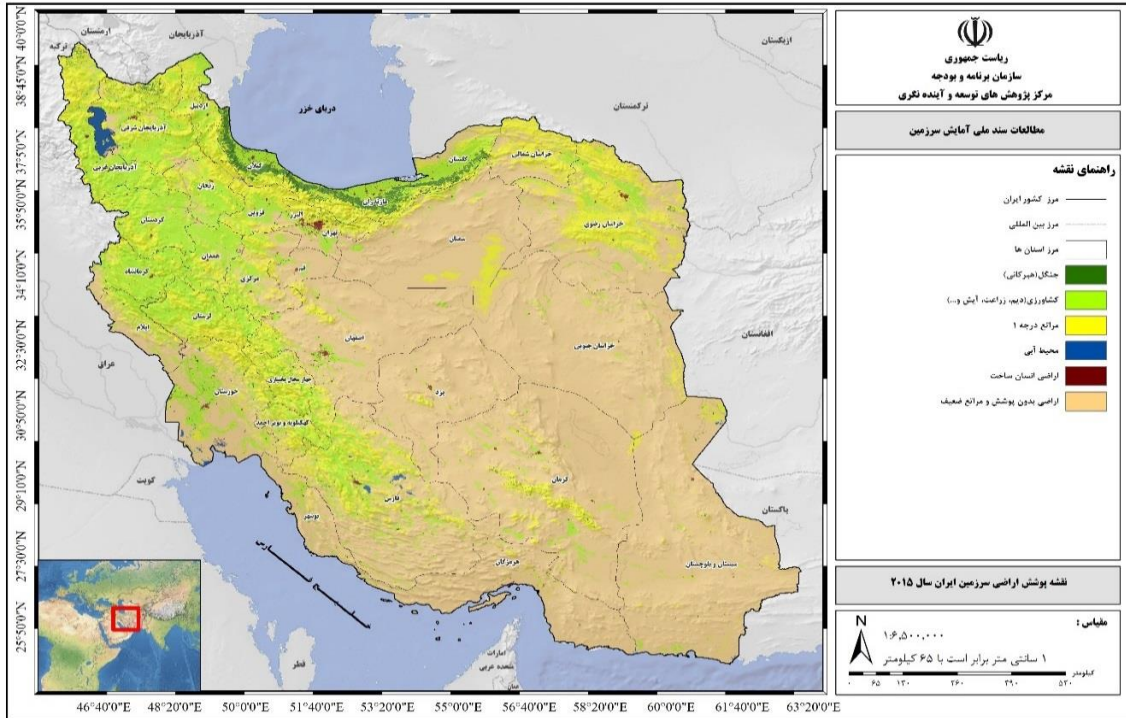 ریاست جمهوری
سازمان برنامه و بودجه
مرکز پژوهش های توسعه و آینده نگری
مطالعات سند ملی آمایش سرزمین
راهنمای نقشه
مرز کشور ایران
مرز بین المللی
مرز استان ها
جنگل(هیرکانی)
کشاورزی(دیم، زراعت، آیش و...)
مراتع درجه ۱
محیط آبی
اراضی انسان ساخت
اراضی بدون پوشش و مراتع ضعیف
نقشه پوشش اراضی سرزمین ایران سال ۲۰۱۵
مقیاس :
N
۱:۶,۵۰۰,۰۰۰
۱ سانتی متر برابر است با ۶۵ کیلومتر
کیلومتر
۰ ۶۵ ۱۳۰ ۲۶۰ ۳۹۰ ۵۲۰
ارمنستان
آذربایجان
ترکیه
ازبکستان
ترکمنستان
دریای خزر
اردبیل
آذربایجان شرقی
آذربایجان غربی
گیلان
گلستان
خراسان شمالی
زنجان
مازندران
قزوین
البرز
تهران
خراسان رضوی
کردستان
سمنان
همدان
کرمانشاه
مرکزی
قم
افغانستان
لرستان
ایلام
اصفهان
خراسان جنوبی
عراق
چهار محال بختیاری
خوزستان
یزد
کهگیلویه و بویر احمد
کویت
فارس
کرمان
پاکستان
بوشهر
هرمزگان
سیستان و بلوچستان
قطر
امارات
متحده عربی
عمان
40°0'0"N
38°45'0"N
37°5'0"N
35°50'0"N
34°10'0"N
32°30'0"N
30°50'0"N
29°10'0"N
27°30'0"N
25°50'0"N
46°40'0"E 48°20'0"E 50°0'0"E 51°40'0"E 53°20'0"E 55°0'0"E 56°40'0"E 58°20'0"E 60°0'0"E 61°40'0"E 63°20'0"E